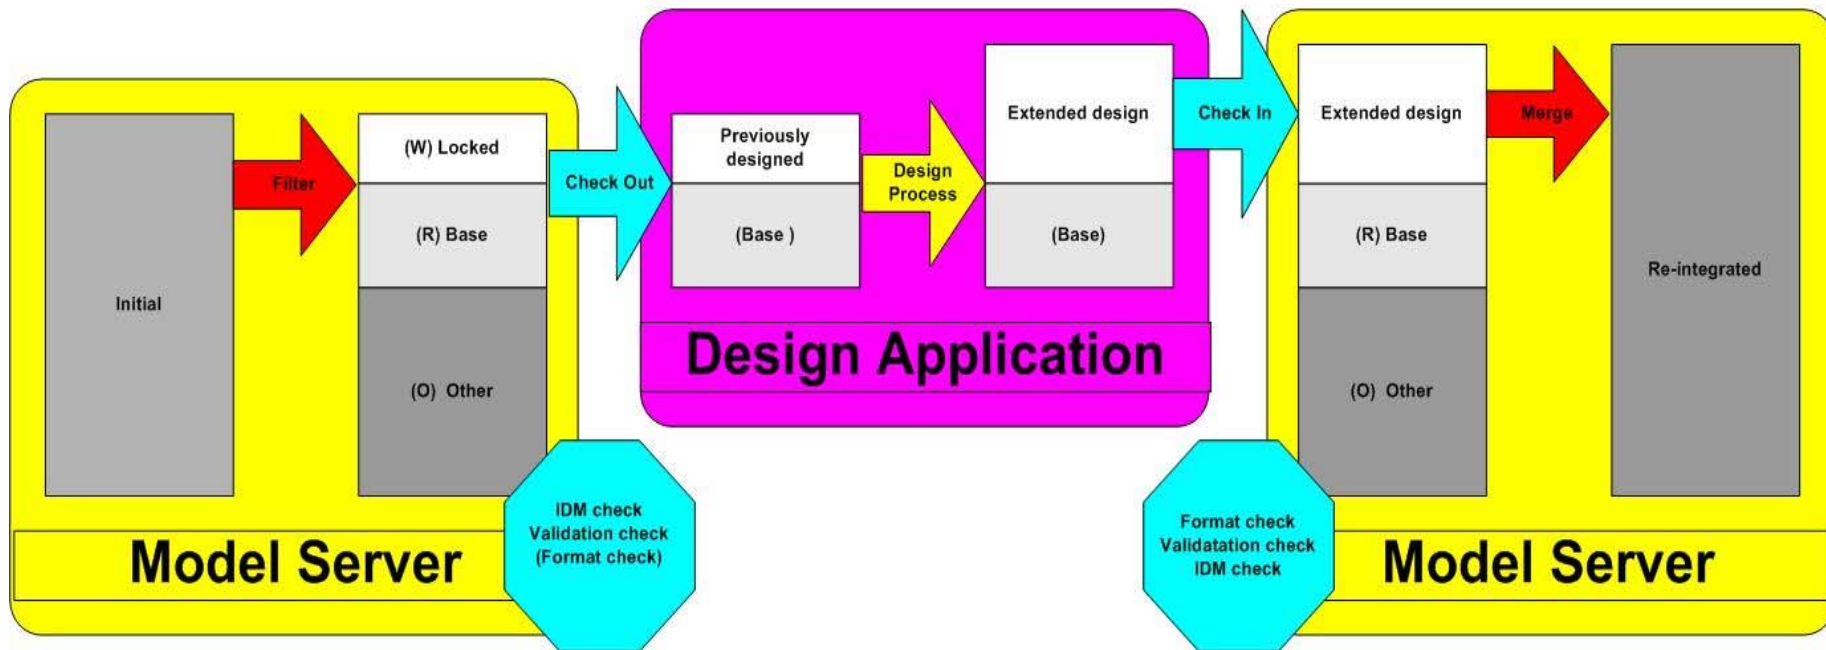 Initial
Filter
(W) Locked
(R) Base
(O) Other
Model Server
IDM check
Validation check
(Format check)
Check Out
Previously
designed
(Base )
Design
Process
Extended design
(Base)
Design Application
Check In
Extended design
(R) Base
(O) Other
Merge
Re-integrated
Format check
Validatation check
IDM check
Model Server